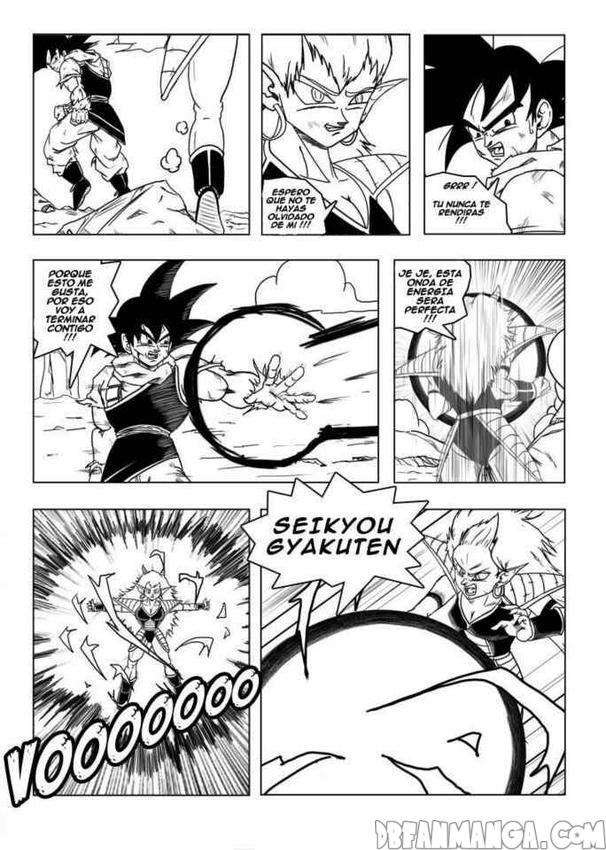 ESPERO
QUE NO TE
HAYAS
OLVIDADO
DE MI !!!
GRRR !
TU NUNCA TE
RENDIRAS
!!!
PORQUE
ESTO ME
GUSTA,
POR ESO
VOY A
TERMINAR
CONTIGO
!!!
JE JE, ESTA
ONDA DE
ENERGIA
SERA
PERFECTA
!!!
SEIKYOU
GYAKUTEN
VOOOOOOO
DBFANMANGA.COM